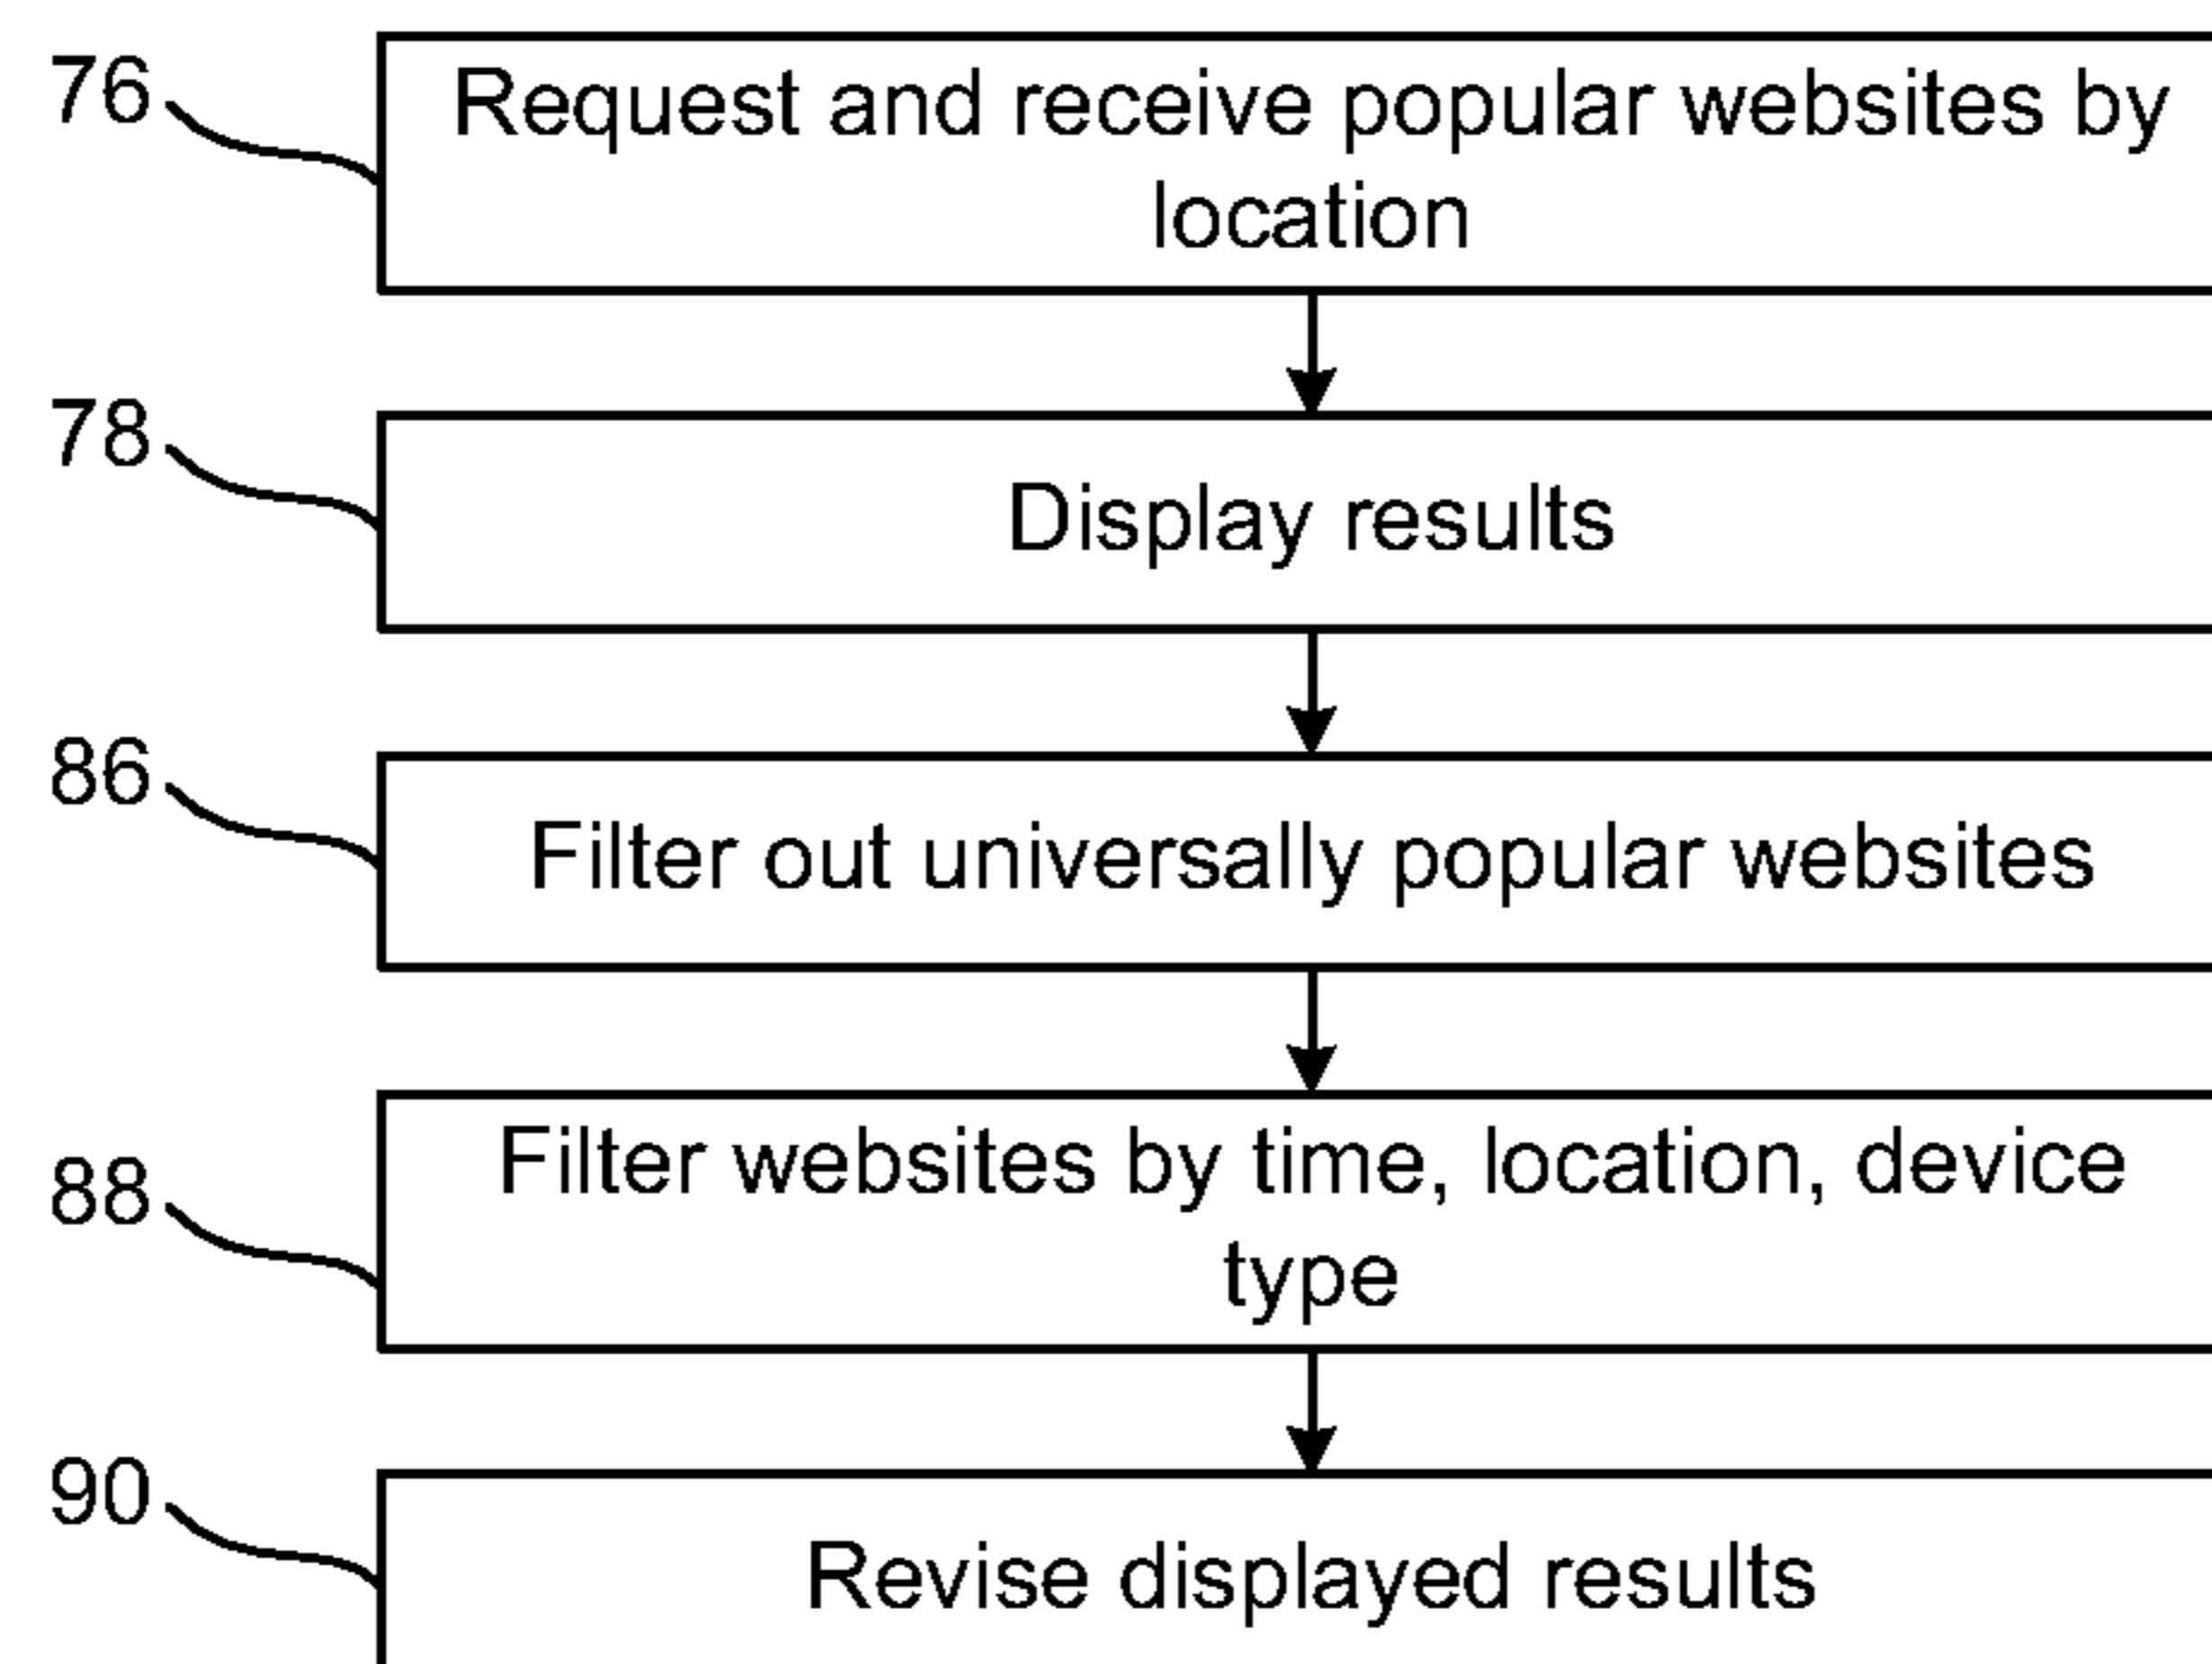 76
Request and receive popular websites by
location
78
Display results
86
Filter out universally popular websites
88
Filter websites by time, location, device
type
90
Revise displayed results